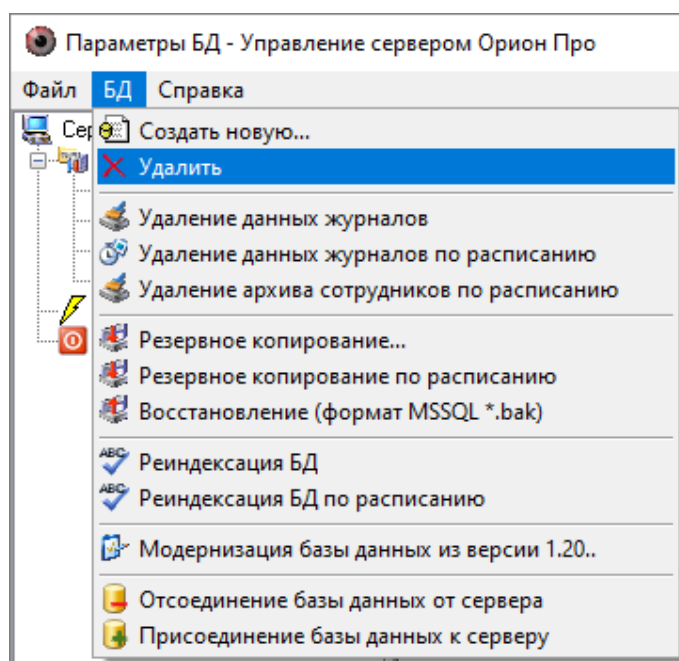 Параметры БД - Управление сервером Орион Про
Файл БД Справка
Создать новую...
Удалить
Удаление данных журналов
Удаление данных журналов по расписанию
Удаление архива сотрудников по расписанию
Резервное копирование...
Резервное копирование по расписанию
Восстановление (формат MSSQL *.bak)
Реиндексация БД
Реиндексация БД по расписанию
Модернизация базы данных из версии 1.20..
Отсоединение базы данных от сервера
Присоединение базы данных к серверу